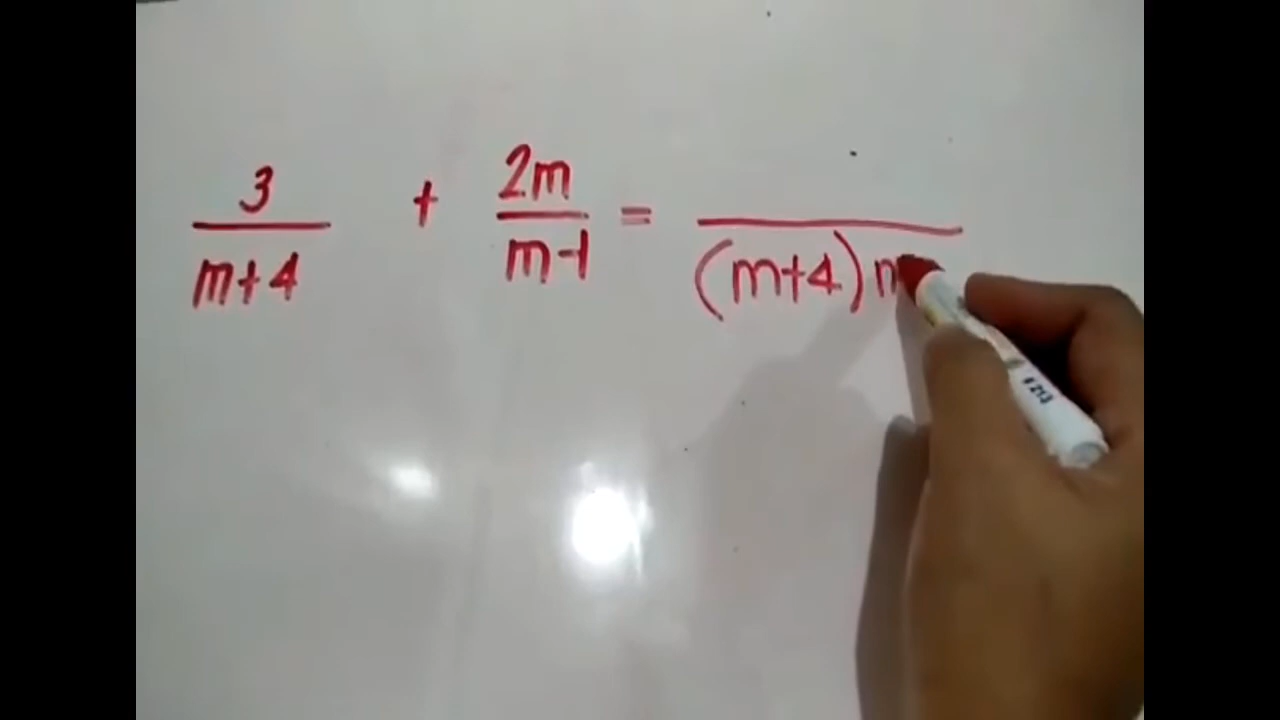 3/(m+4) + 2m/(m-1) = /(m+4) m